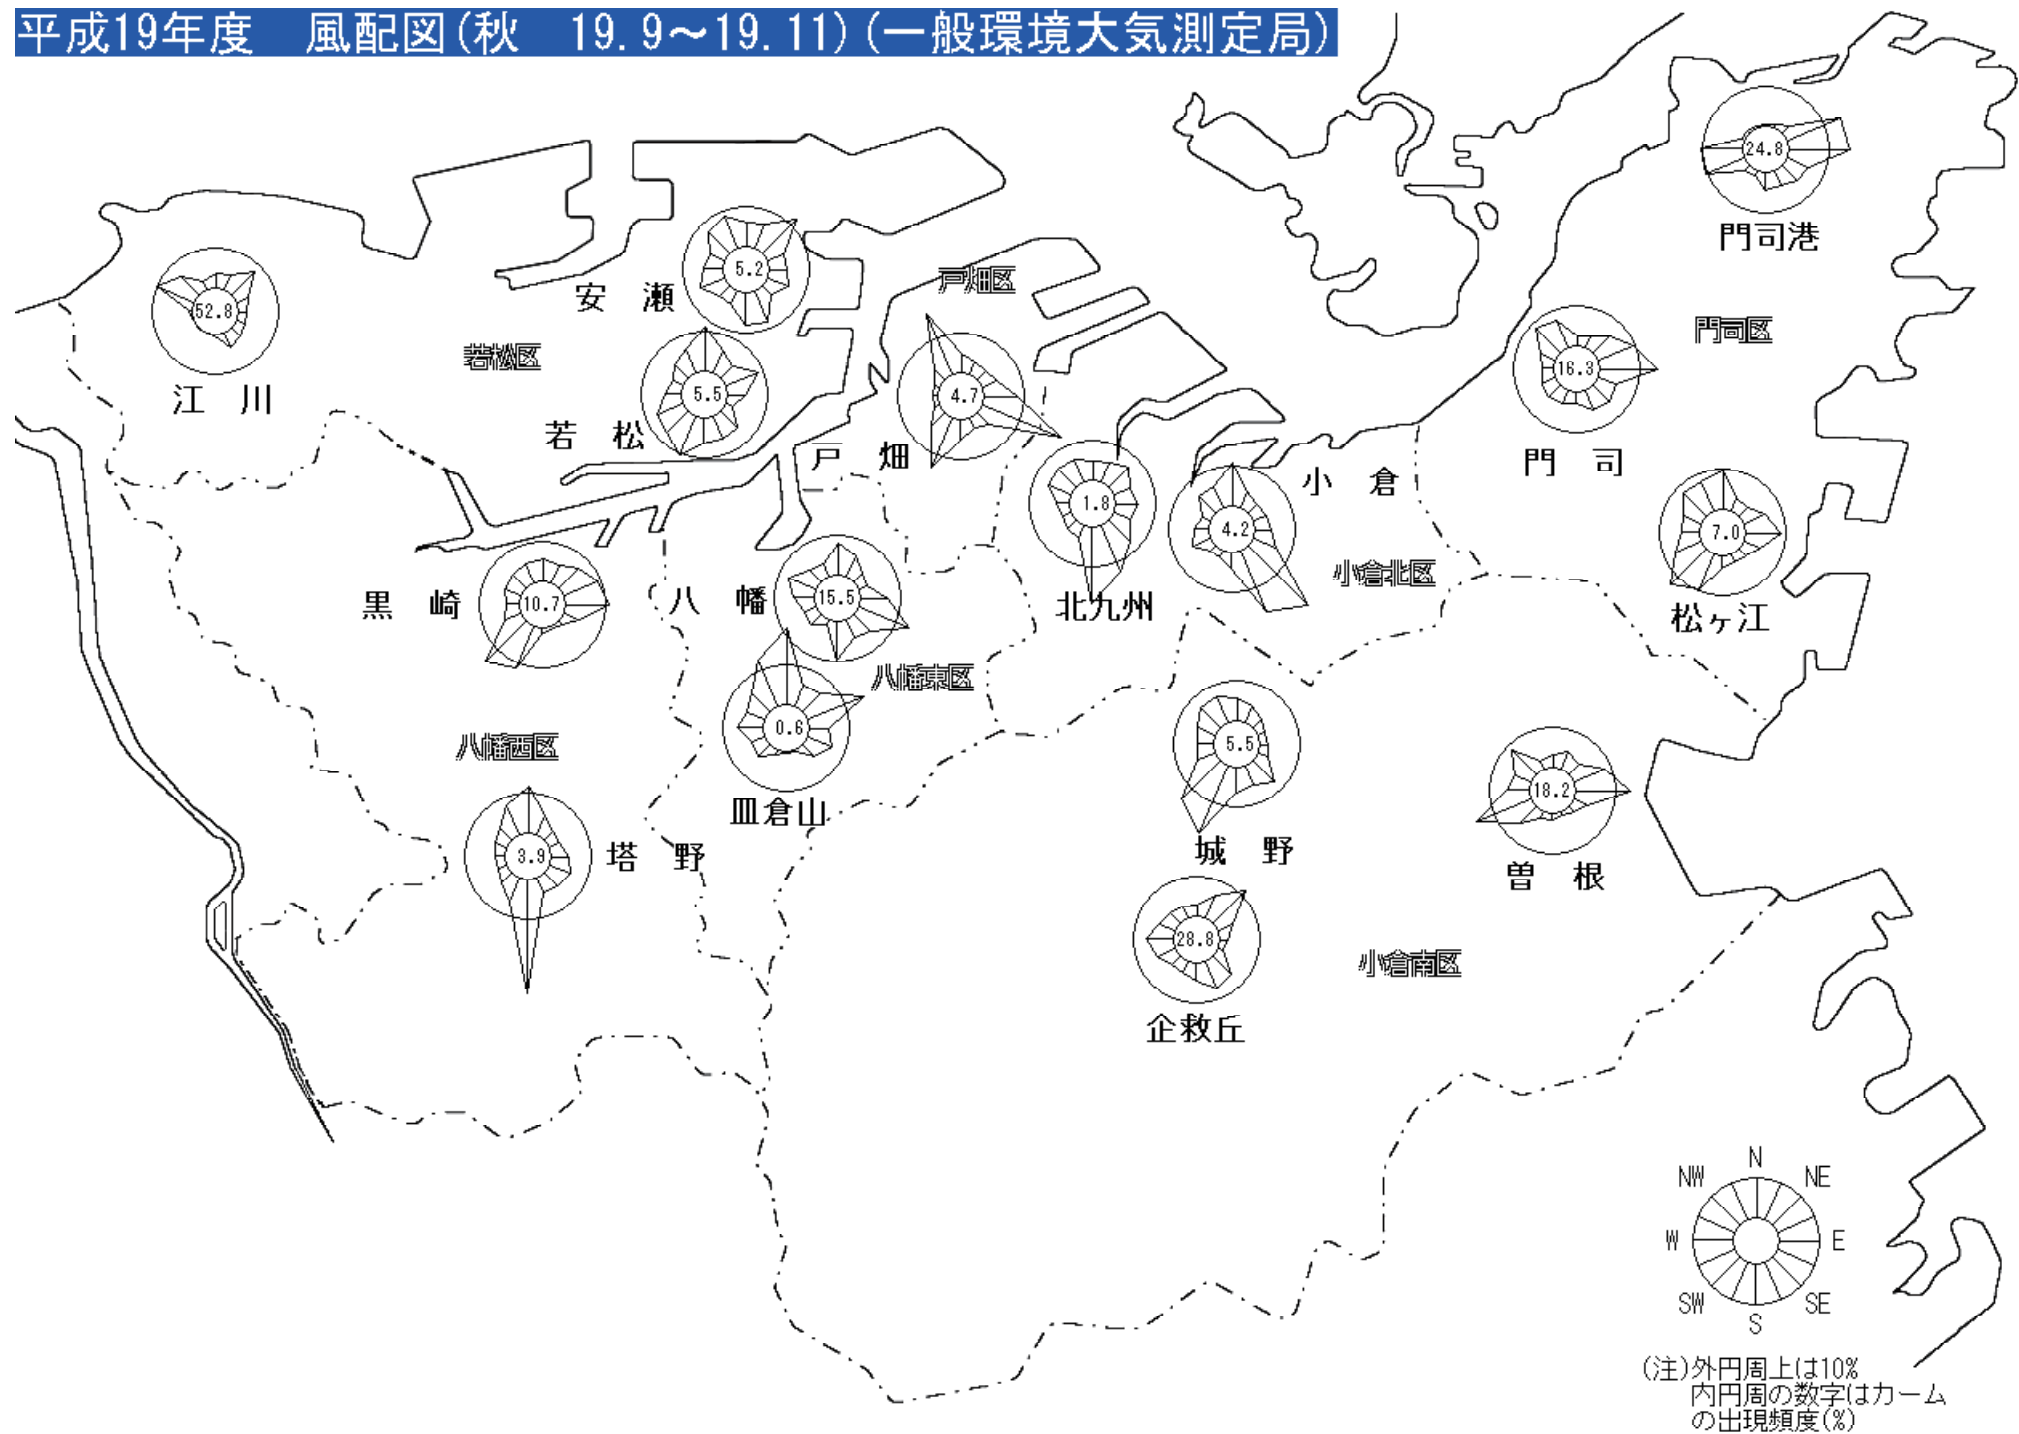 平成19年度　風配図(秋　19.9～19.11)(一般環境大気測定局)
24.8
門司港
5.2
安　瀬
戸畑区
52.8
江　川
若松区
門司区
5.5
若　松
4.7
戸　畑
16.3
門　司
1.8
北九州
4.2
小　倉
7.0
松ヶ江
小倉北区
10.7
黒　崎
15.5
八　幡
八幡東区
0.6
皿倉山
八幡西区
5.5
城　野
18.2
曽　根
3.9
塔　野
28.8
企救丘
小倉南区
N
NW
NE
W
E
SW
SE
S
(注)外円周上は10%
内円周の数字はカーム
の出現頻度(%)